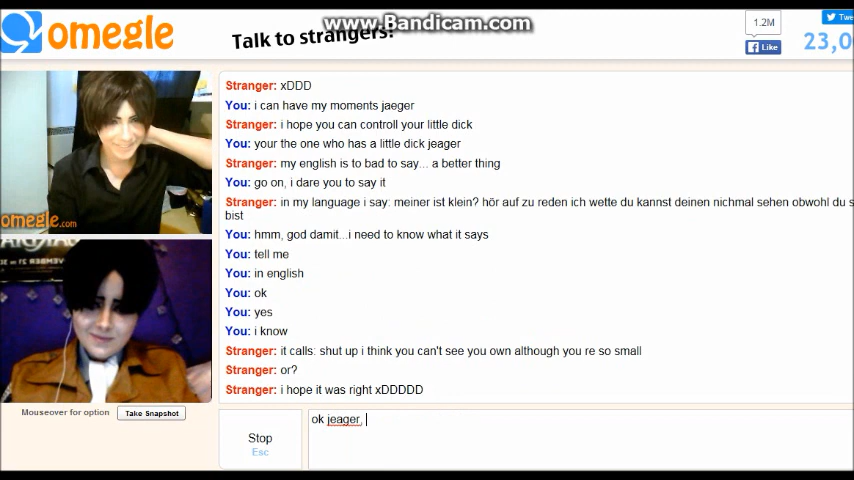 www.Bandicam.com
omegle
Talk to strangers!
1.2M
Like
Twe
23,0
Stranger: xDDD
You: i can have my moments jaeger
Stranger: i hope you can controll your little dick
You: your the one who has a little dick jeager
Stranger: my english is to bad to say... a better thing
You: go on, i dare you to say it
Stranger: in my language i say: meiner ist klein? hör auf zu reden ich wette du kannst deinen nichmal sehen obwohl du s
bist
You: hmm, god damit...i need to know what it says
You: tell me
You: in english
You: ok
You: yes
You: i know
Stranger: it calls: shut up i think you can't see you own although you re so small
Stranger: or?
Stranger: i hope it was right xDDDDD
omegle.com
Mouseover for option
Take Snapshot
Stop
Esc
ok jeager,